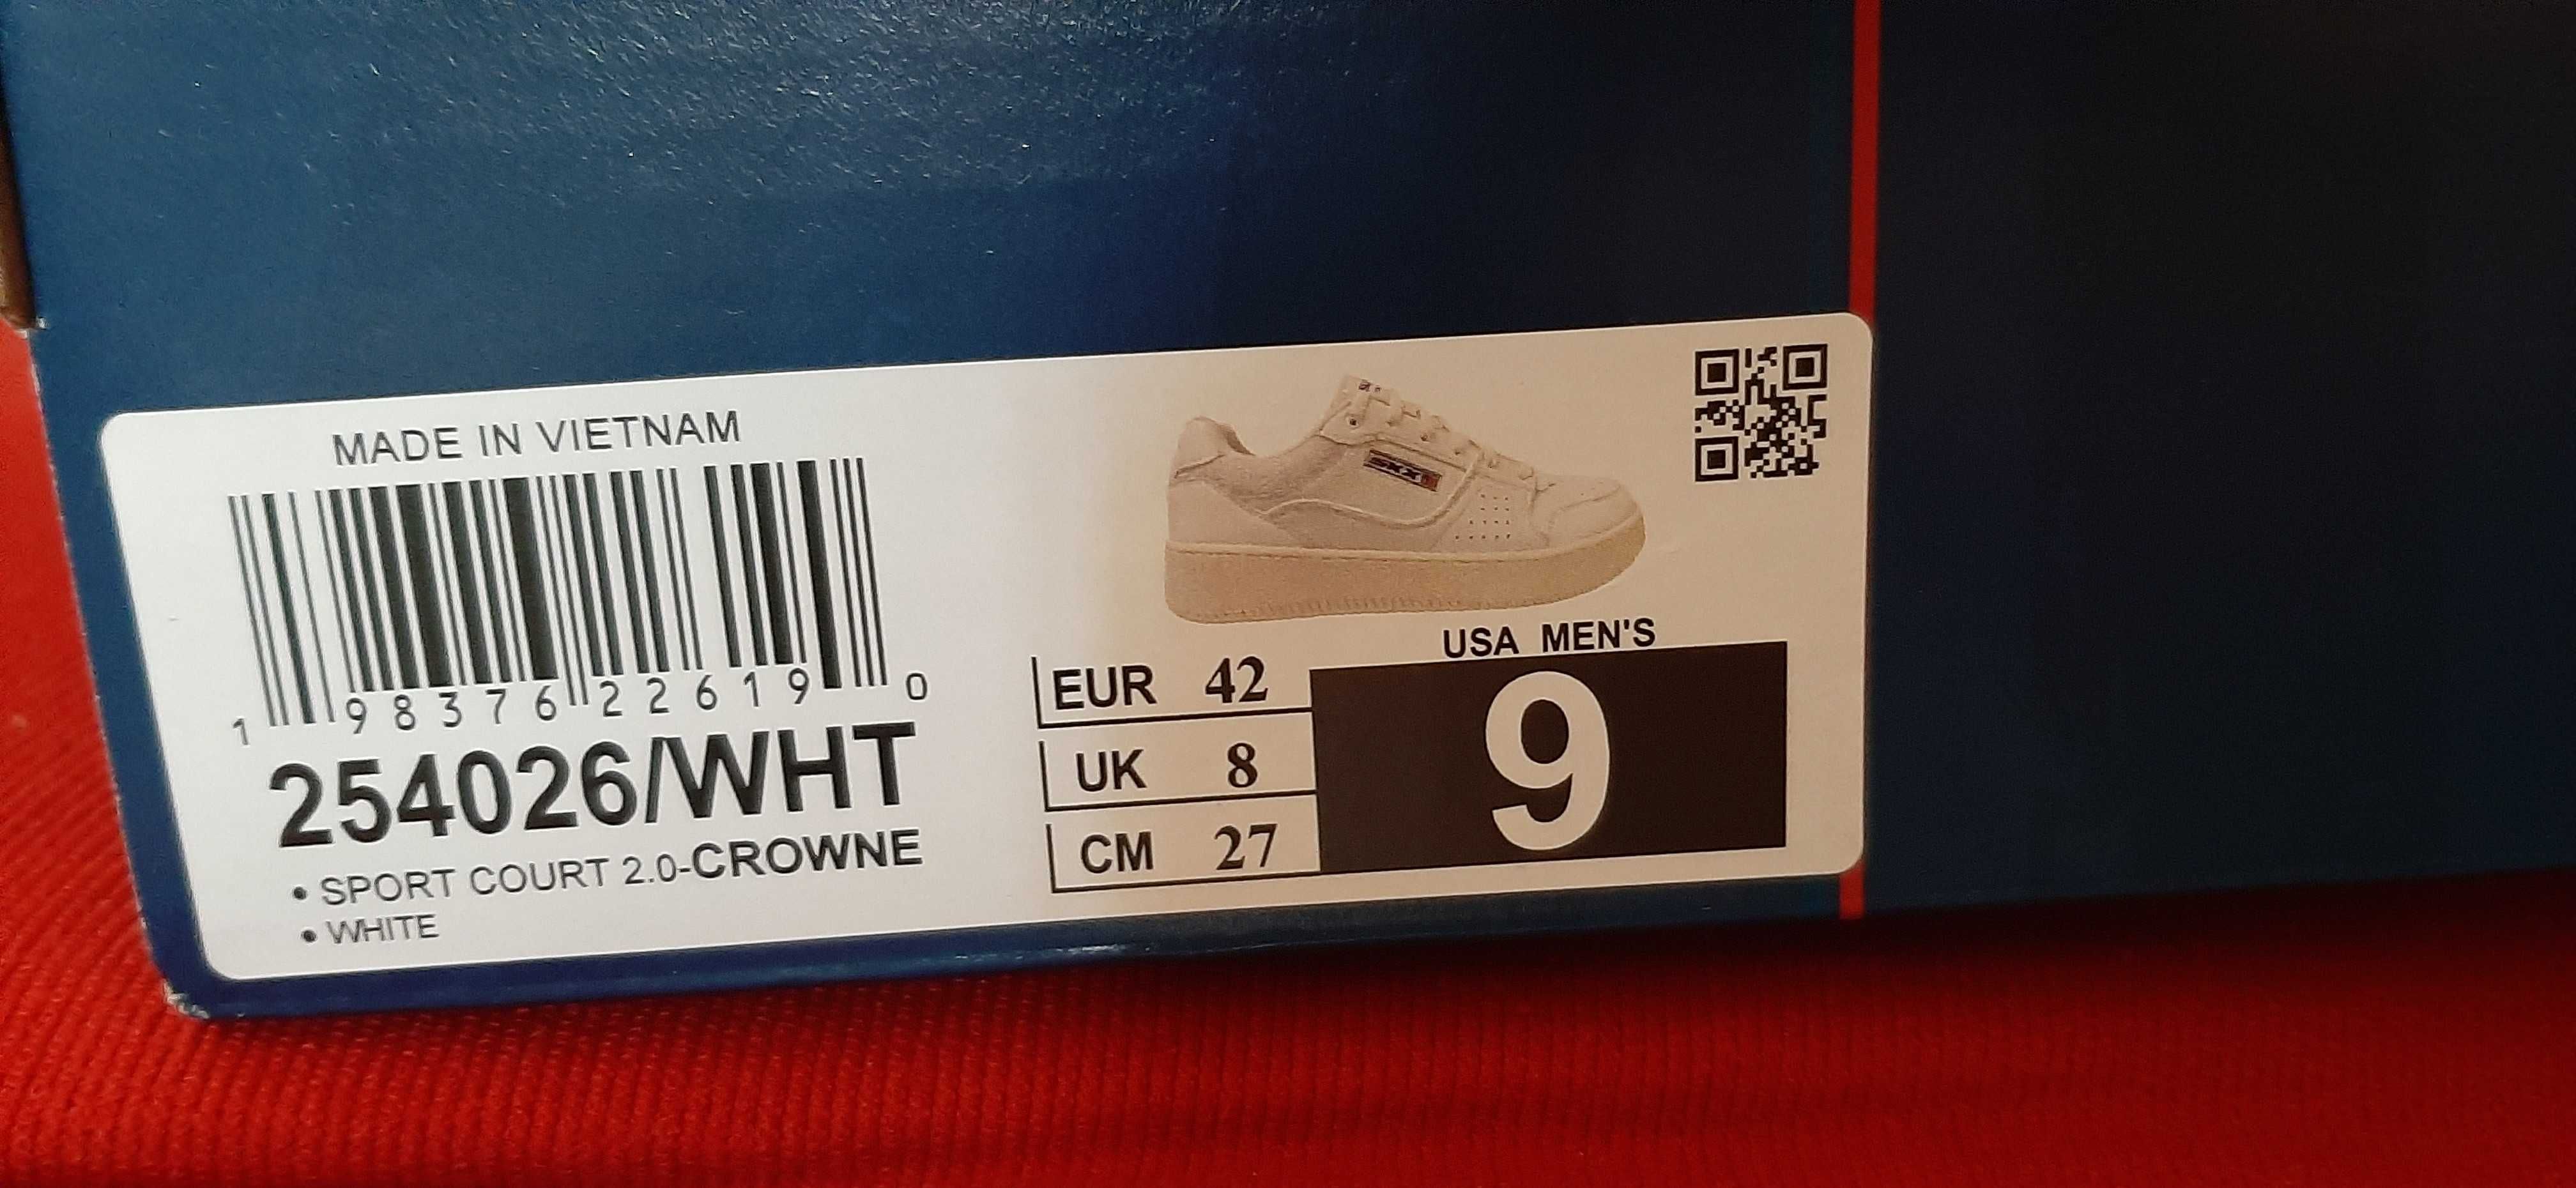 MADE IN VIETNAM
1 98376 22619 0
254026/WHT
• SPORT COURT 2.0-CROWNE
• WHITE
SKX
USA MEN'S
9
EUR 42
UK 8
CM 27